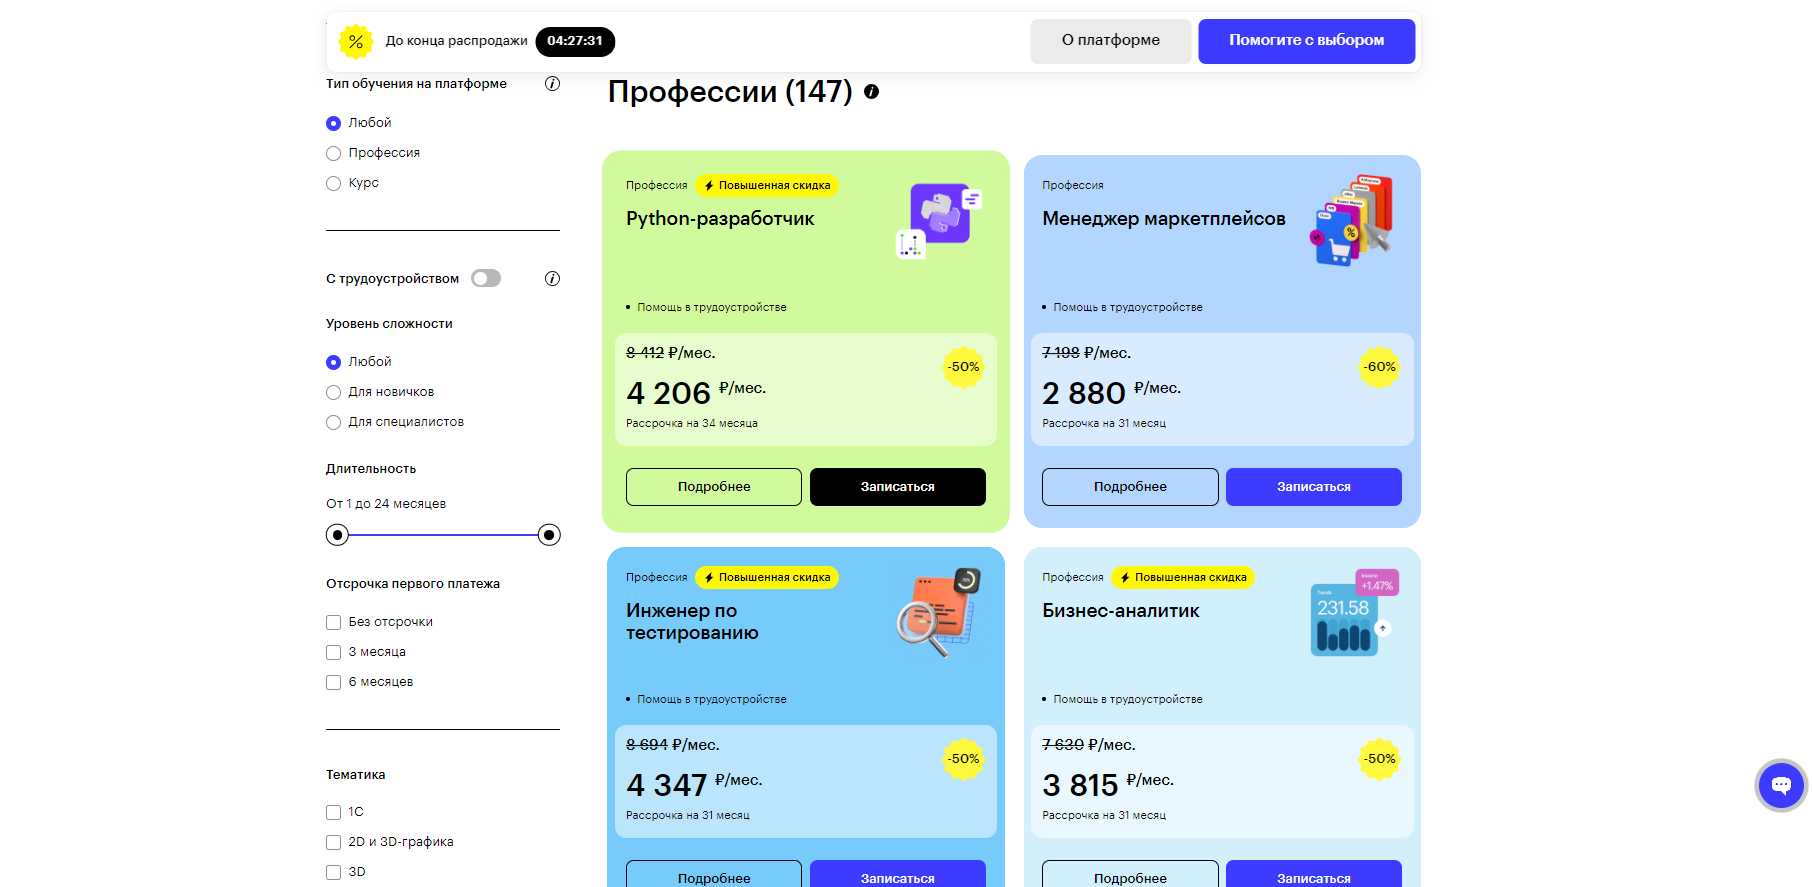 До конца распродажи 04:27:31
О платформе
Помогите с выбором
Тип обучения на платформе
Любой
Профессия
Курс
С трудоустройством
Уровень сложности
Любой
Для новичков
Для специалистов
Длительность
От 1 до 24 месяцев
Отсрочка первого платежа
Без отсрочки
3 месяца
6 месяцев
Тематика
1С
2D и 3D-графика
3D
Профессии (147)
Профессия Повышенная скидка
Python-разработчик
Помощь в трудоустройстве
8 412 ₽/мес.
-50%
4 206 ₽/мес.
Рассрочка на 34 месяца
Подробнее
Записаться
Профессия
Менеджер маркетплейсов
%
Помощь в трудоустройстве
7 198 ₽/мес.
-60%
2 880 ₽/мес.
Рассрочка на 31 месяц
Подробнее
Записаться
Профессия Повышенная скидка
Инженер по
тестированию
Помощь в трудоустройстве
8 694 ₽/мес.
-50%
4 347 ₽/мес.
Рассрочка на 31 месяц
Подробнее
Записаться
Профессия Повышенная скидка
Бизнес-аналитик
+1.47%
231.58
Помощь в трудоустройстве
7 630 ₽/мес.
-50%
3 815 ₽/мес.
Рассрочка на 31 месяц
Подробнее
Записаться